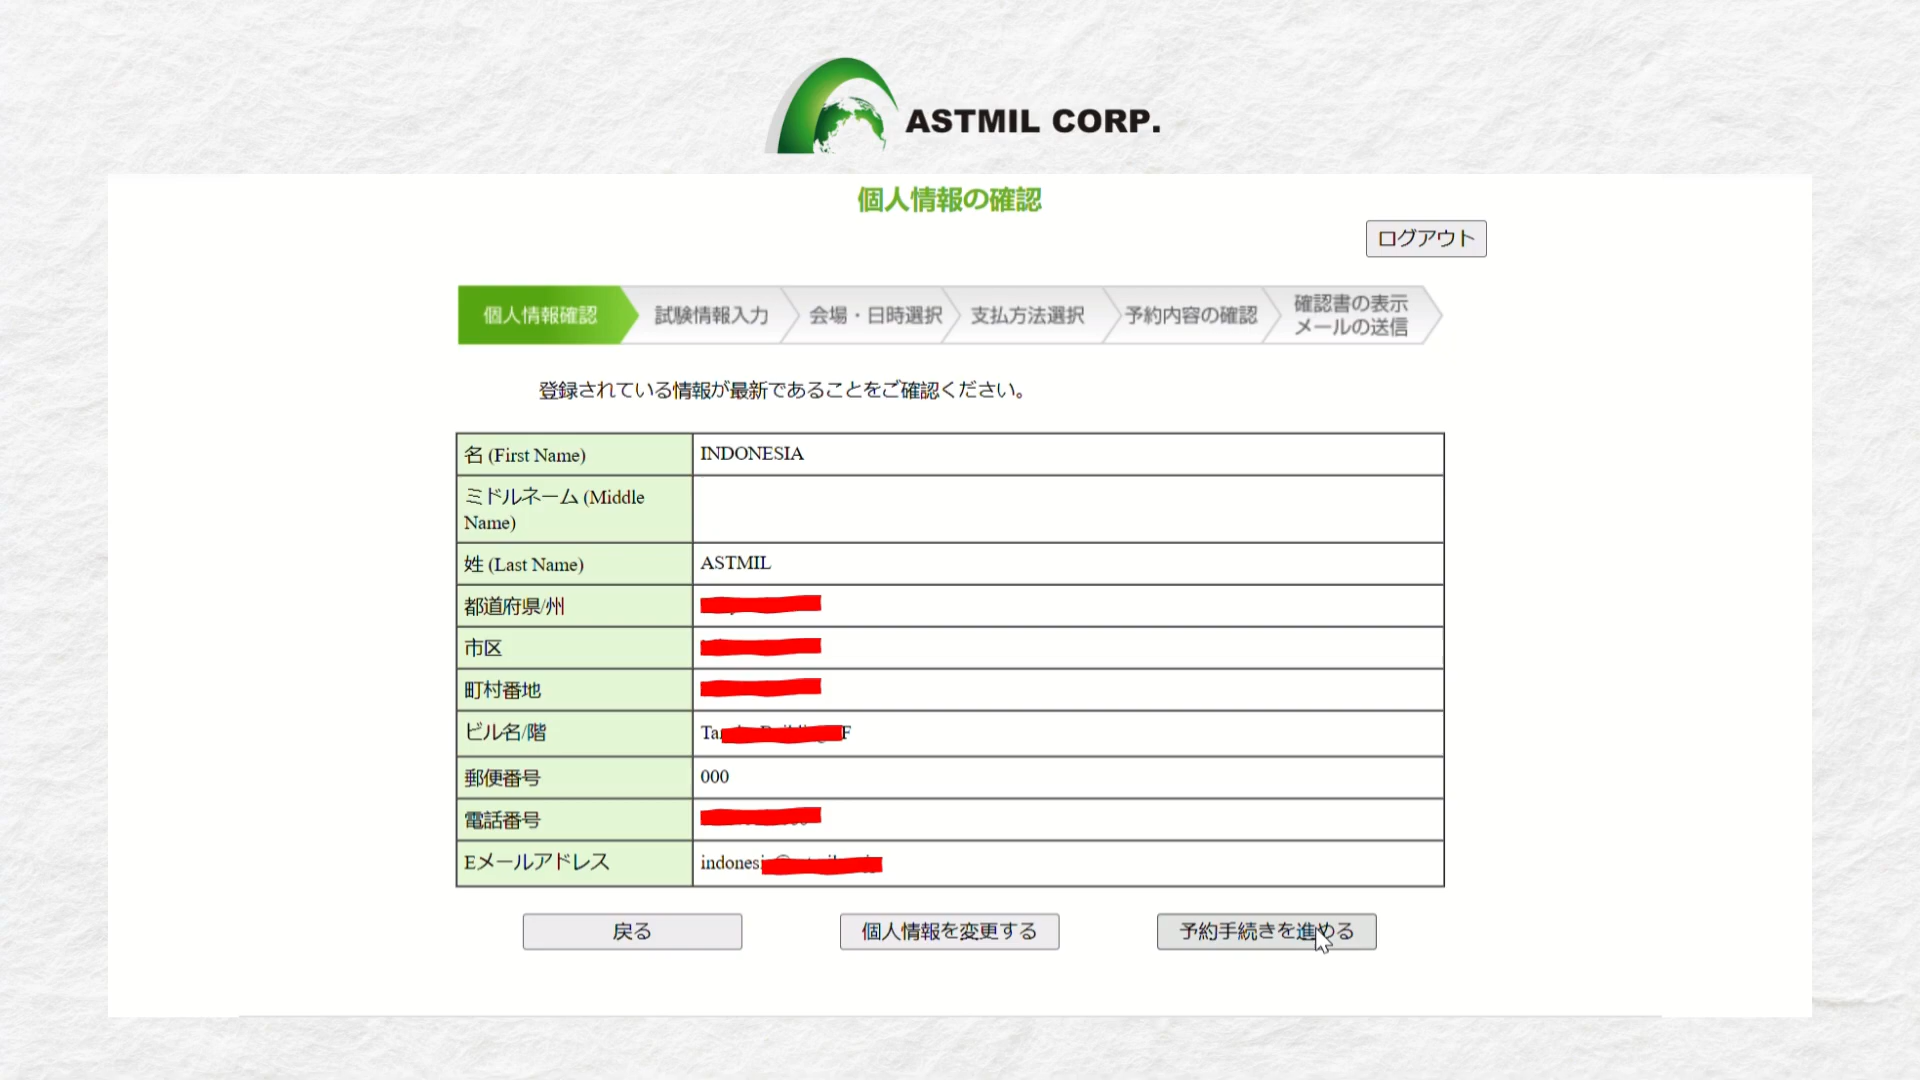 ASTMIL CORP.
個人情報の確認
ログアウト
個人情報確認
試験情報入力
会場・日時選択
支払方法選択
予約内容の確認
確認書の表示
メールの送信
登録されている情報が最新であることをご確認ください。
名 (First Name) INDONESIA
ミドルネーム (Middle
Name)
姓 (Last Name) ASTMIL
都道府県/州
市区
町村番地
ビル名/階
郵便番号 000
電話番号
Eメールアドレス
戻る
個人情報を変更する
予約手続きを進める